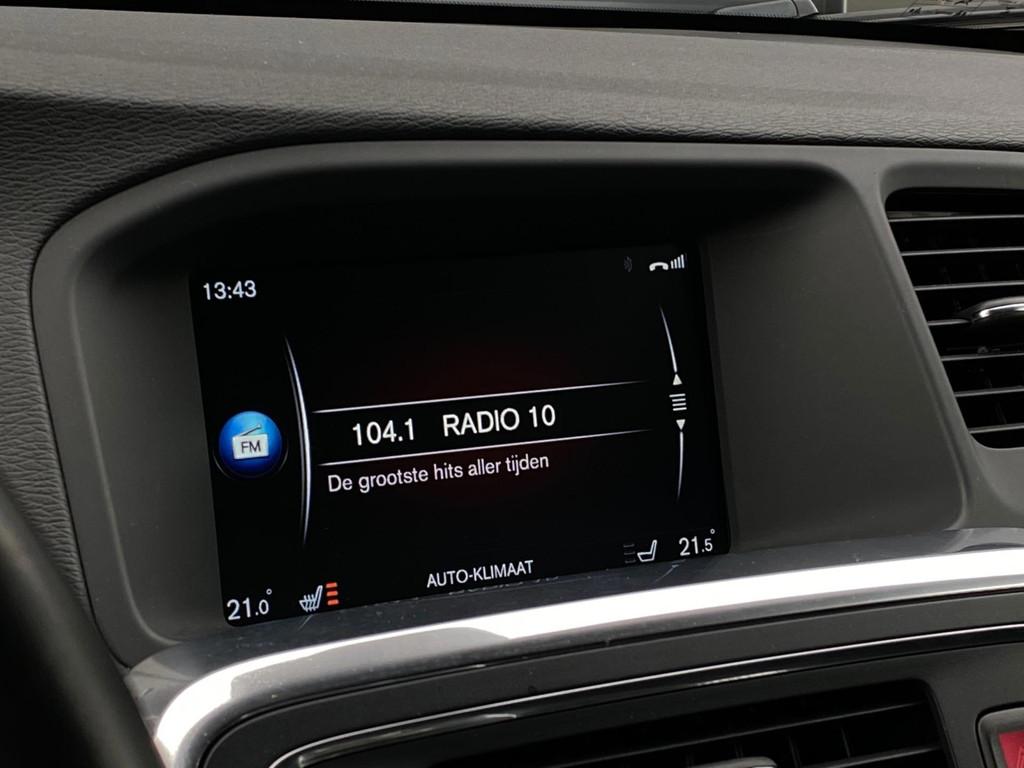 13:43
FM
104.1 RADIO 10
De grootste hits aller tijden
AUTO-KLIMAAT
21.0°
21.5°